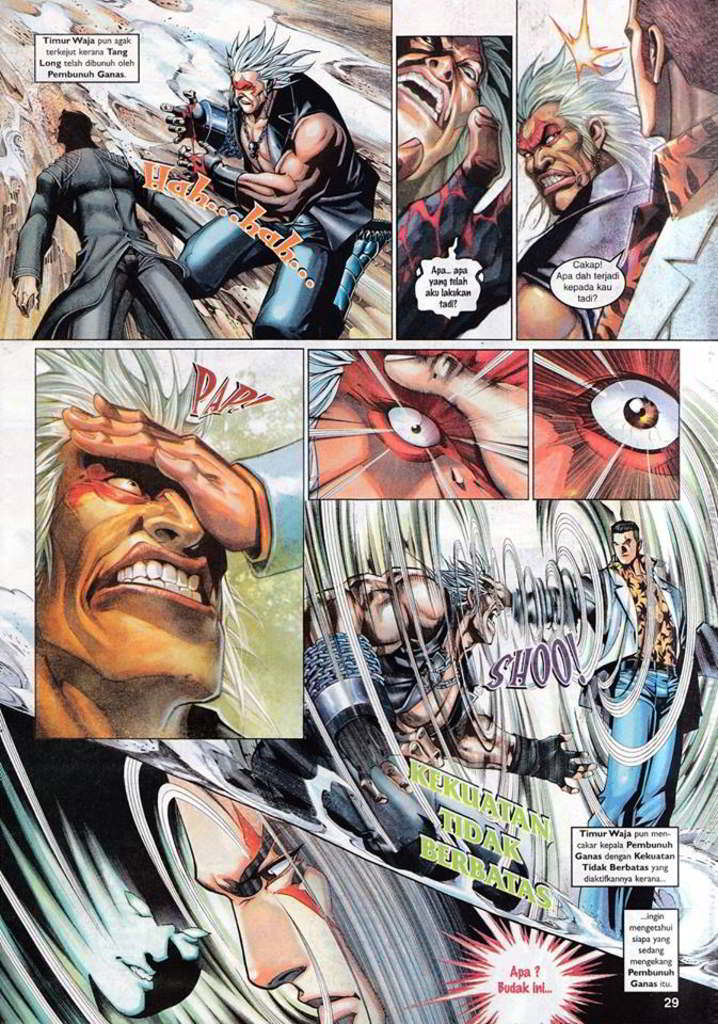 Timur Waja pun agak
terkejut kerana Tang
Long telah dibunuh oleh
Pembunuh Ganas.
Hah...hah...
Apa... apa
yang telah
aku lakukan
tadi?
Cakap!
Apa dah terjadi
kepada kau
tadi?
PAP!
SHOO!
KEKUATAN
TIDAK
BERBATAS
Timur Waja pun men-
cakar kepala Pembunuh
Ganas dengan Kekuatan
Tidak Berbatas yang
diaktifkannya kerana...
...ingin
mengetahui
siapa yang
sedang
mengekang
Pembunuh
Ganas itu.
Apa ?
Budak ini...
29